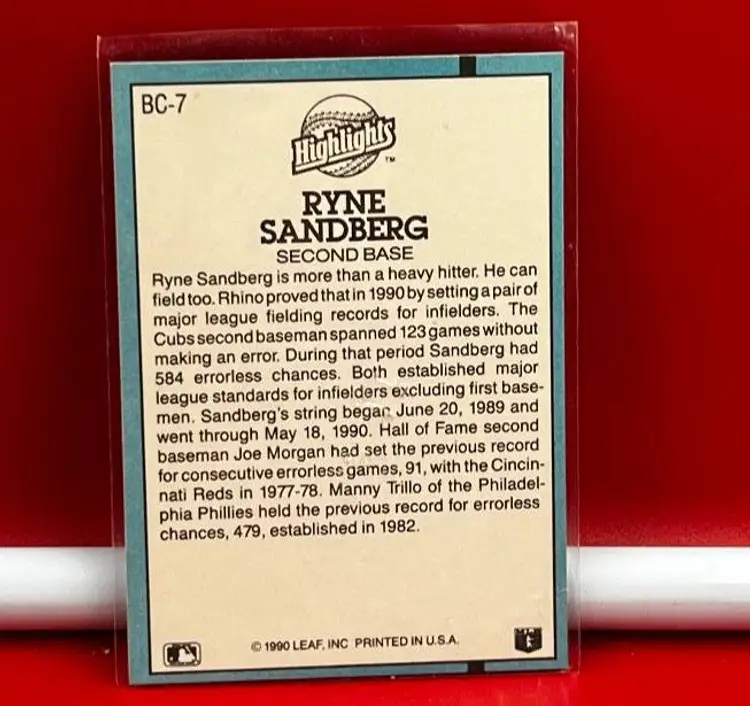 BC-7
Highlights
TM
RYNE
SANDBERG
SECOND BASE
Ryne Sandberg is more than a heavy hitter. He can
field too. Rhino proved that in 1990 by setting a pair of
major league fielding records for infielders. The
Cubs second baseman spanned 123 games without
making an error. During that period Sandberg had
584 errorless chances. Both established major
league standards for infielders excluding first base-
men. Sandberg's string began June 20, 1989 and
went through May 18, 1990. Hall of Fame second
baseman Joe Morgan had set the previous record
for consecutive errorless games, 91, with the Cincin-
nati Reds in 1977-78. Manny Trillo of the Philadel-
phia Phillies held the previous record for errorless
chances, 479, established in 1982.
© 1990 LEAF, INC PRINTED IN U.S.A.